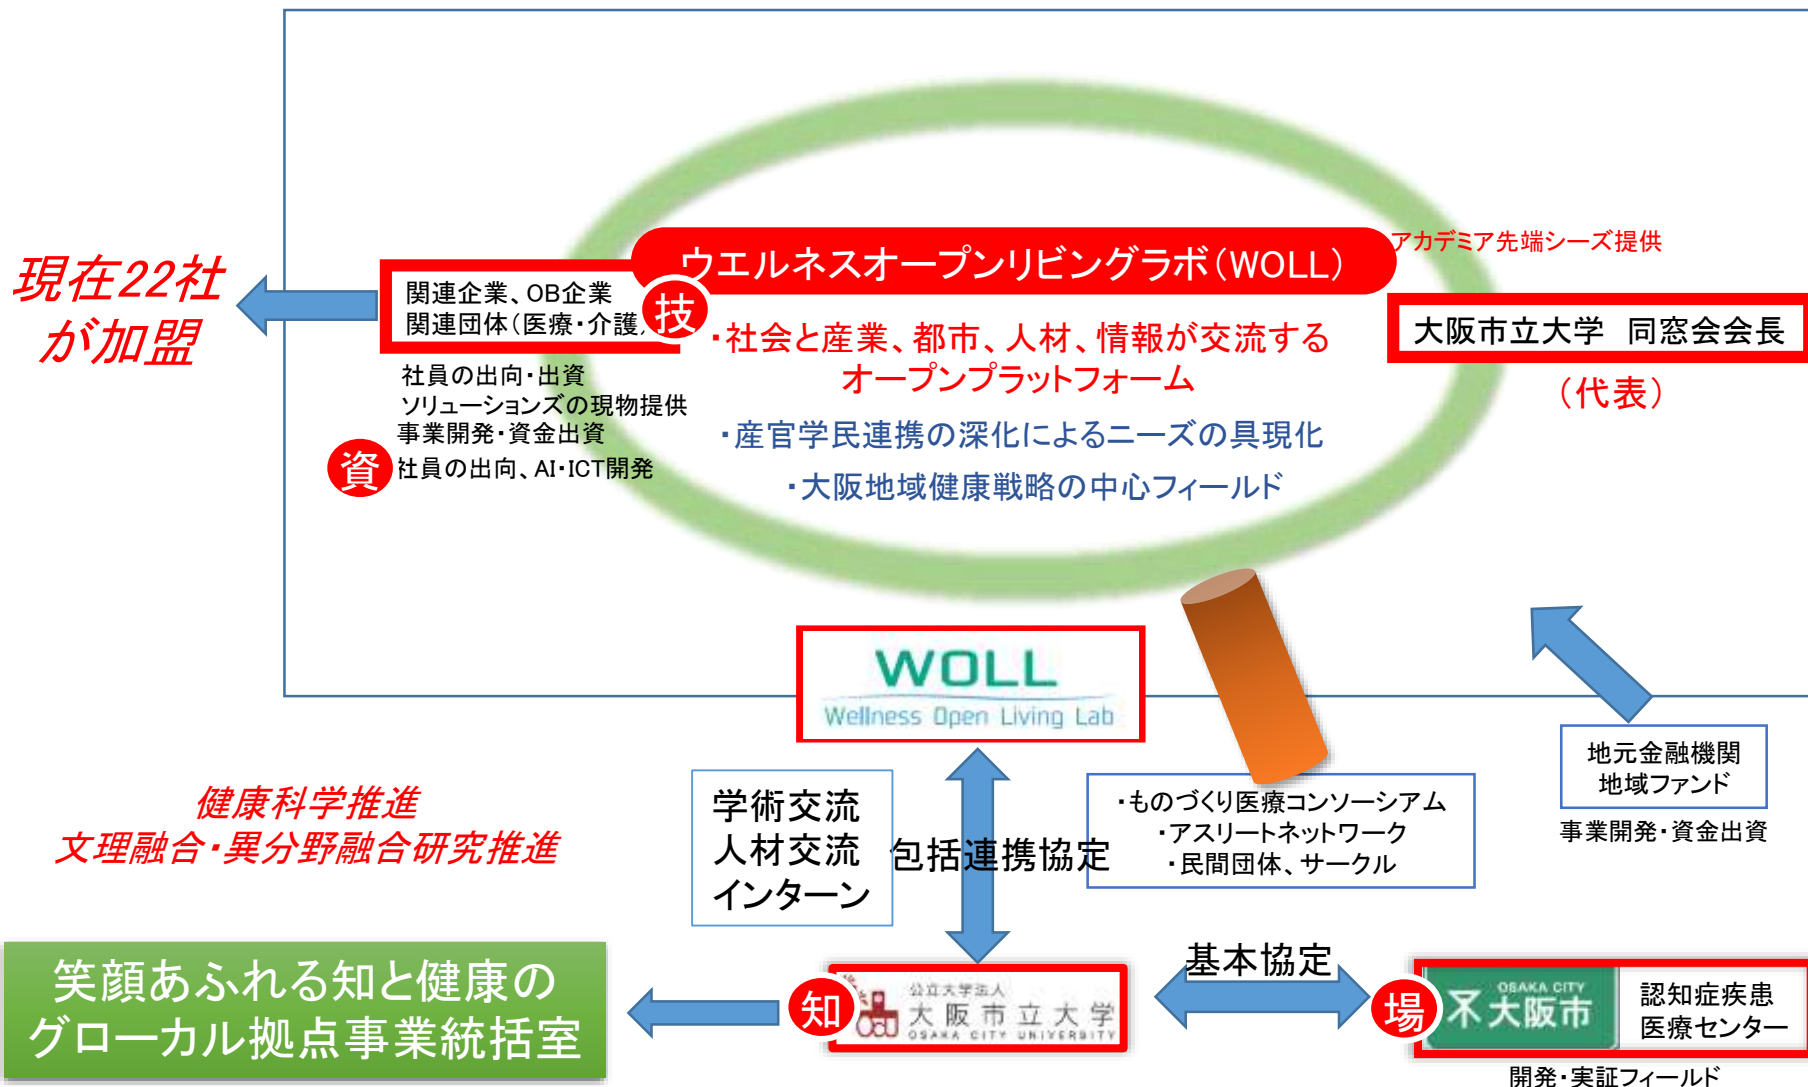 ウエルネスオープンリビングラボ（WOLL）
アカデミア先端シーズ提供
現在22社
が加盟
関連企業、OB企業
関連団体（医療・介護）
技
・社会と産業、都市、人材、情報が交流する
オープンプラットフォーム
大阪市立大学　同窓会会長
（代表）
社員の出向・出資
ソリューションズの現物提供
事業開発・資金出資
資
社員の出向、AI・ICT開発
・産官学民連携の深化によるニーズの具現化
・大阪地域健康戦略の中心フィールド
WOLL
Wellness Open Living Lab
地元金融機関
地域ファンド
事業開発・資金出資
健康科学推進
文理融合・異分野融合研究推進
学術交流
人材交流
インターン
包括連携協定
・ものづくり医療コンソーシアム
・アスリートネットワーク
・民間団体、サークル
笑顔あふれる知と健康の
グローカル拠点事業統括室
知
公立大学法人
大阪市立大学
OSAKA CITY UNIVERSITY
基本協定
場
OSAKA CITY
大阪市
認知症疾患
医療センター
開発・実証フィールド